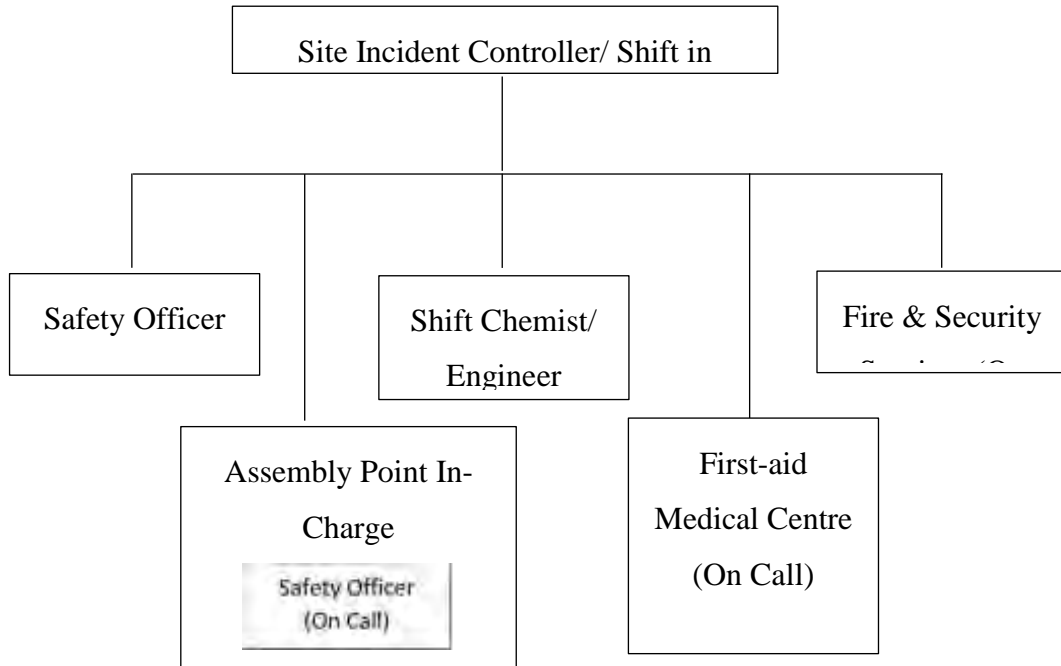 Site Incident Controller/ Shift in
Safety Officer
Shift Chemist/
Engineer
Fire & Security
Assembly Point In-
Charge
Safety Officer
(On Call)
First-aid
Medical Centre
(On Call)